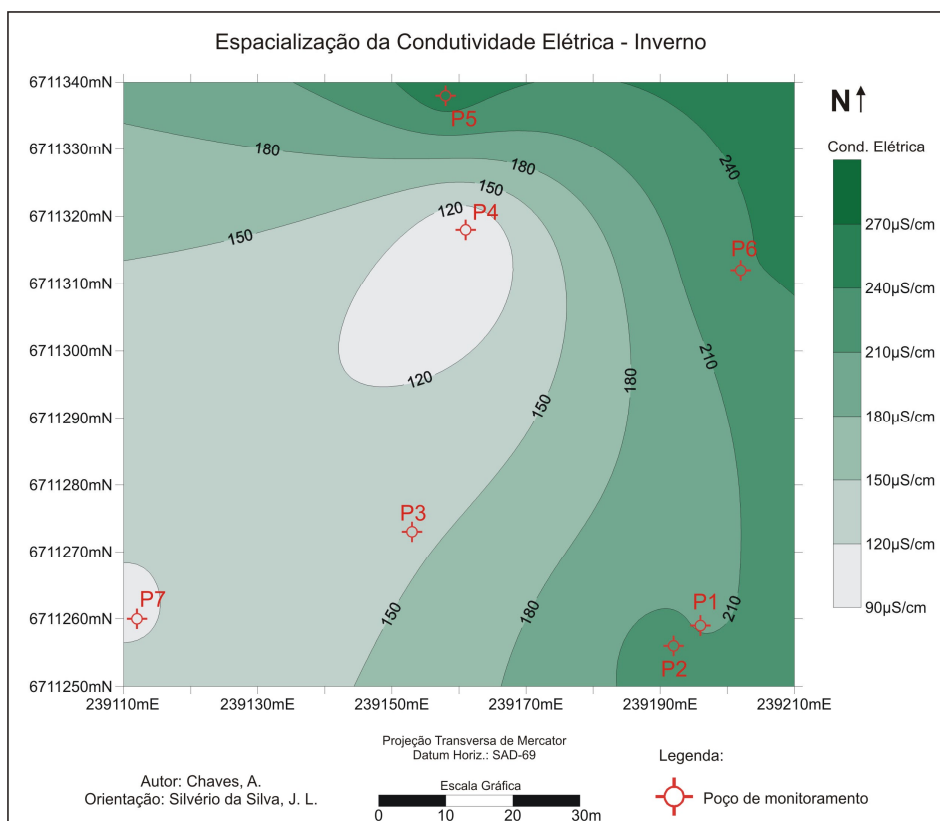 Espacialização da Condutividade Elétrica - Inverno
6711340mN
6711330mN
6711320mN
6711310mN
6711300mN
6711290mN
6711280mN
6711270mN
6711260mN
6711250mN
239110mE
239130mE
239150mE
239170mE
239190mE
239210mE
P5
180
180
240
150
120
P4
150
P6
210
120
180
150
P3
P7
150
180
P1
210
P2
N
Cond. Elétrica
270µS/cm
240µS/cm
210µS/cm
180µS/cm
150µS/cm
120µS/cm
90µS/cm
Projeção Transversa de Mercator
Datum Horiz.: SAD-69
Autor: Chaves, A.
Orientação: Silvério da Silva, J. L.
Escala Gráfica
0 10 20 30m
Legenda:
Poço de monitoramento